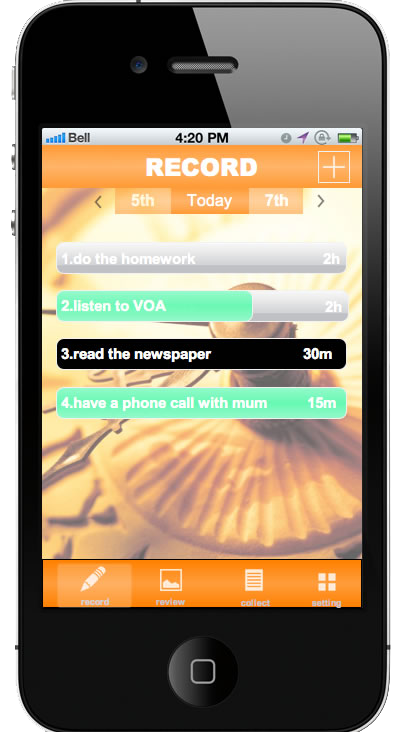 Bell 4:20 PM
RECORD
5th Today 7th
1.do the homework 2h
2.listen to VOA 2h
3.read the newspaper 30m
4.have a phone call with mum 15m
record review collect setting